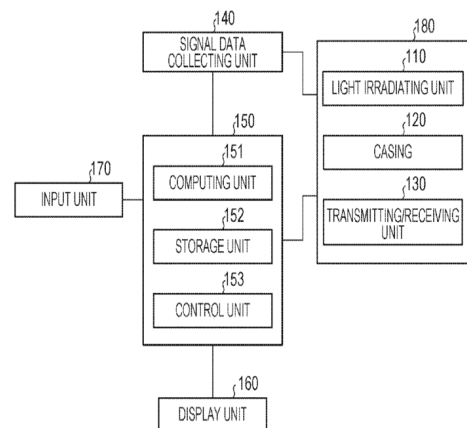 140
SIGNAL DATA
COLLECTING UNIT
180
110
LIGHT IRRADIATING UNIT
120
CASING
130
TRANSMITTING/RECEIVING
UNIT
150
151
COMPUTING UNIT
152
STORAGE UNIT
153
CONTROL UNIT
170
INPUT UNIT
160
DISPLAY UNIT